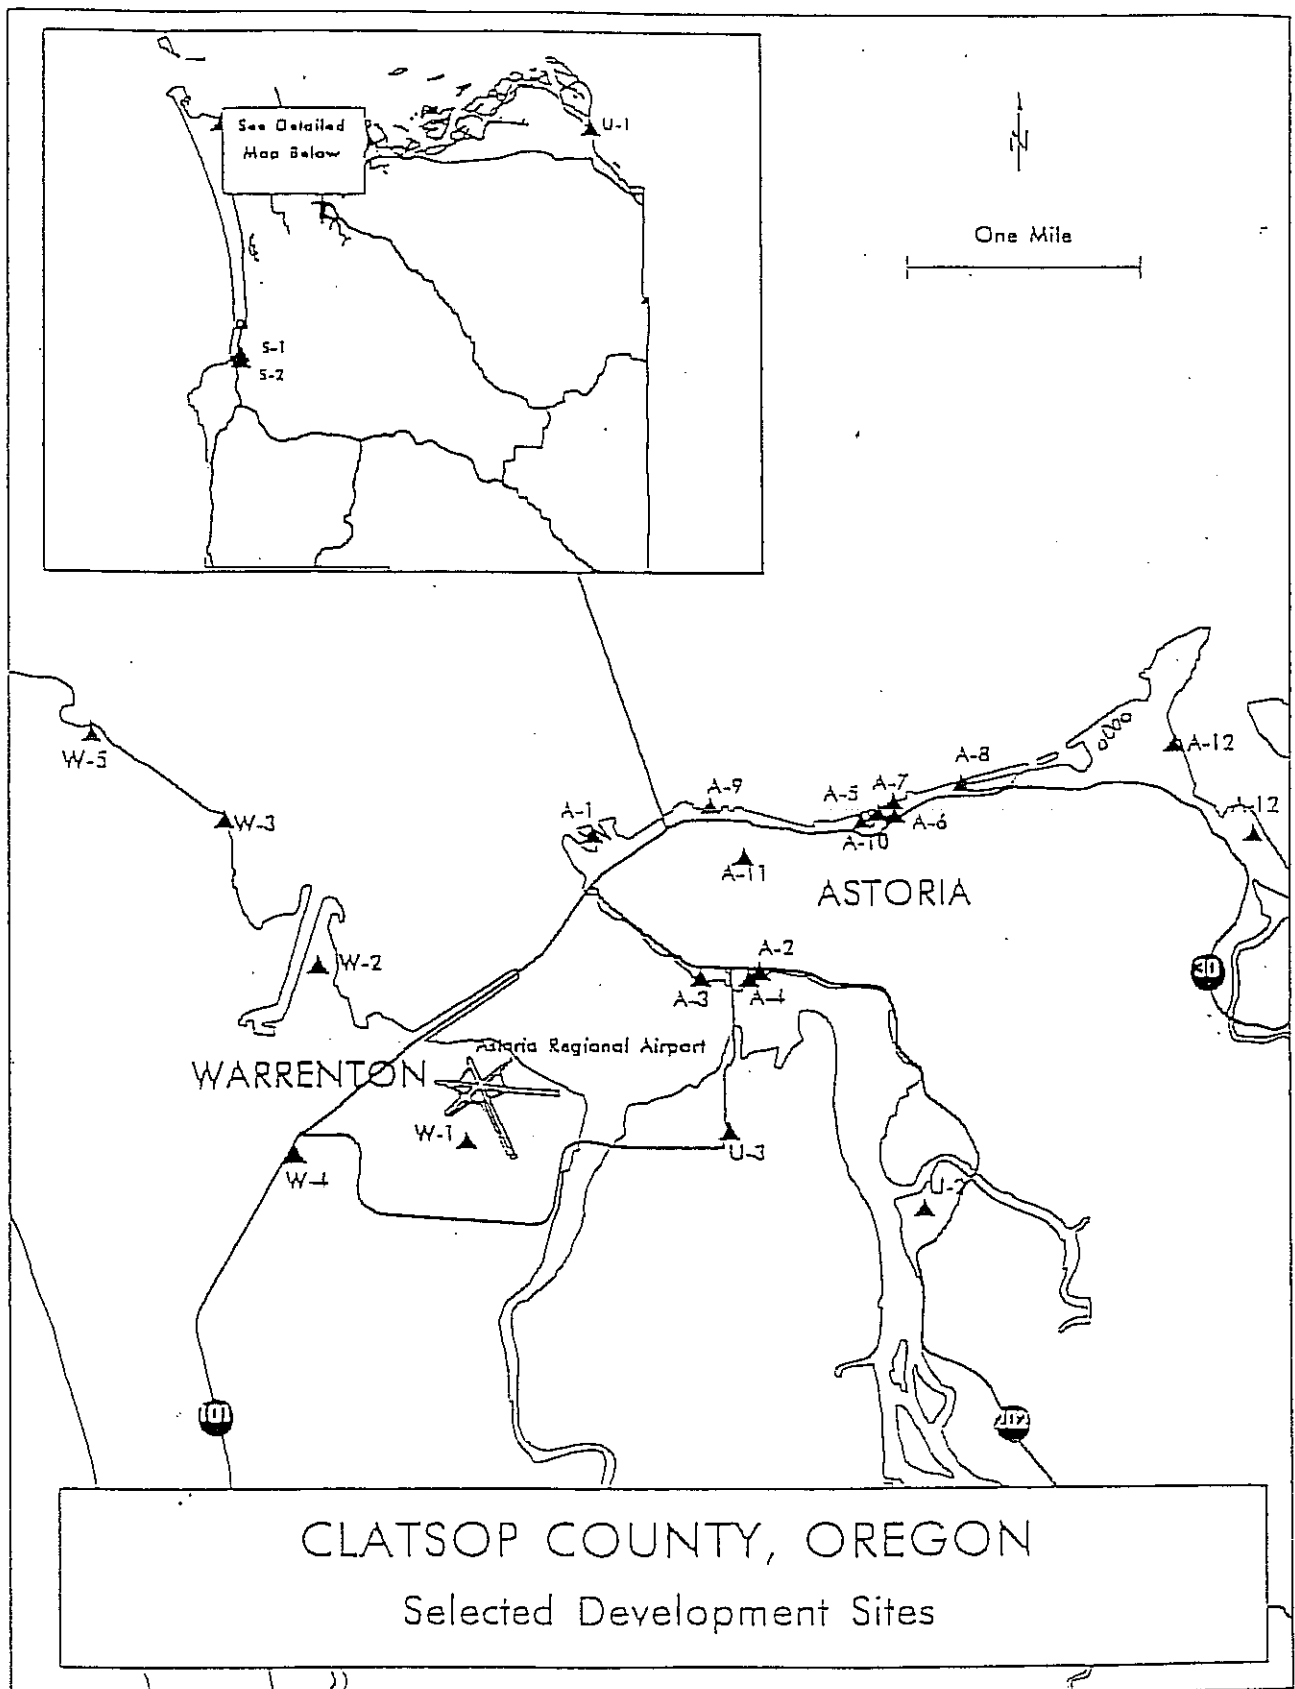 See Detailed
Map Below
U-1
S-1
S-2
N
One Mile
W-5
W-3
W-2
A-1
A-9
A-5
A-7
A-8
A-12
A-12
A-10
A-6
A-11
ASTORIA
A-2
A-3
A-4
30
WARRENTON
Astoria Regional Airport
W-1
W-4
U-3
U-2
101
202
CLATSOP COUNTY, OREGON
Selected Development Sites